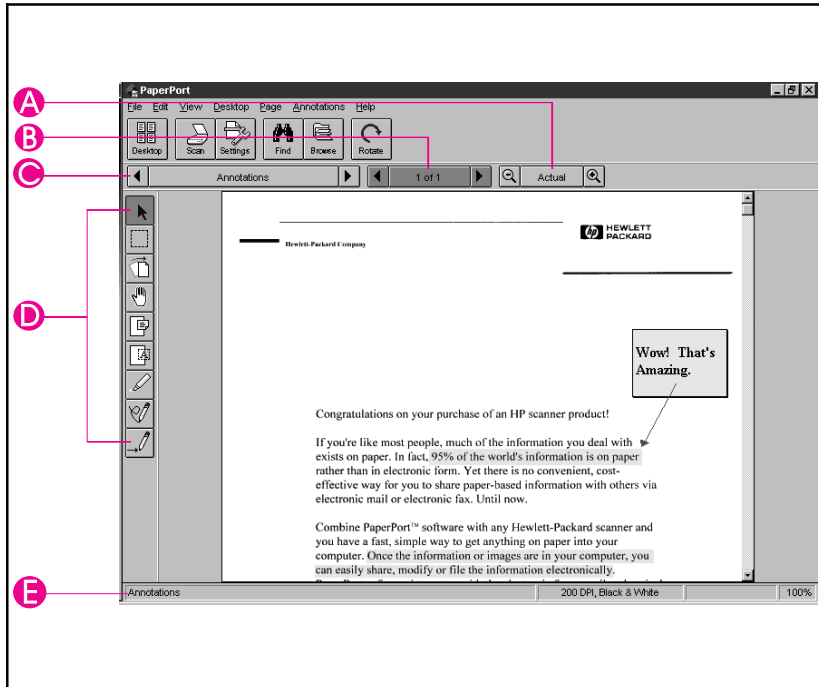 PaperPort
A
File Edit View Desktop Page Annotations Help
B
Desktop Scan Settings Find Browse Rotate
C
Annotations 1 of 1 Actual
Hewlett-Packard Company
hp HEWLETT
PACKARD
D
Wow! That's
Amazing.
Congratulations on your purchase of an HP scanner product!
If you're like most people, much of the information you deal with
exists on paper. In fact, 95% of the world's information is on paper
rather than in electronic form. Yet there is no convenient, cost-
effective way for you to share paper-based information with others via
electronic mail or electronic fax. Until now.
Combine PaperPort™ software with any Hewlett-Packard scanner and
you have a fast, simple way to get anything on paper into your
computer. Once the information or images are in your computer, you
can easily share, modify or file the information electronically.
E
Annotations 200 DPI, Black & White 100%